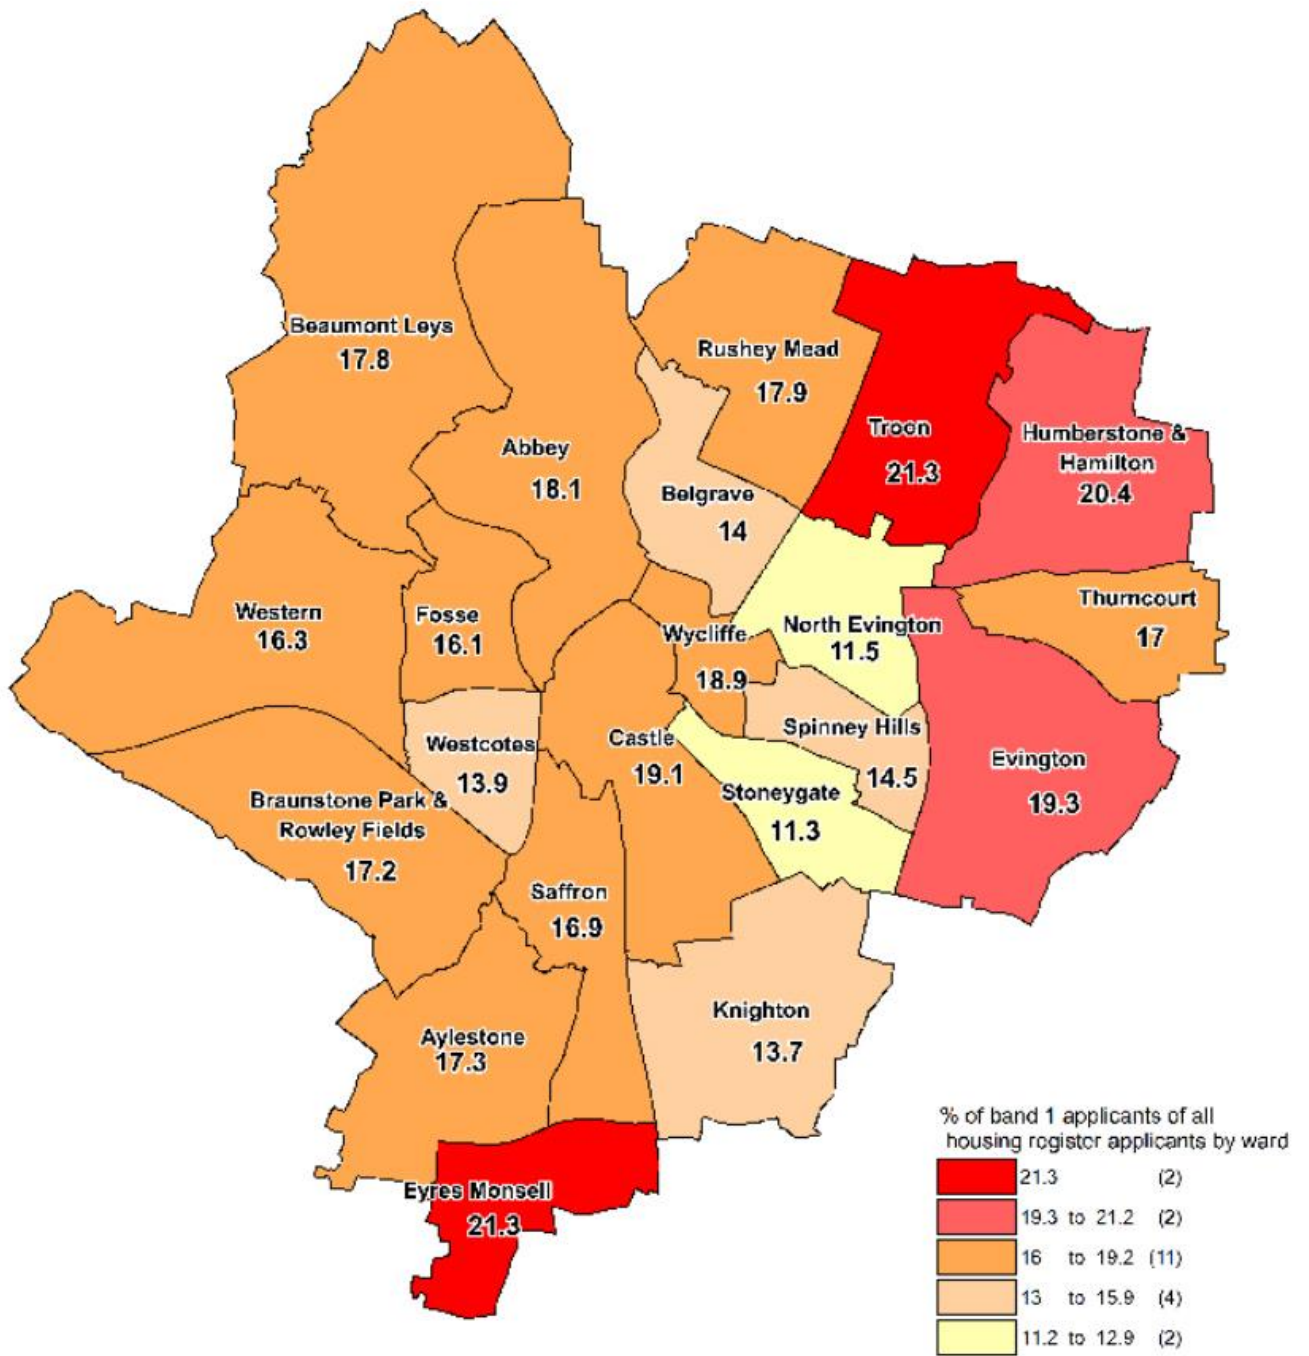 Beaumont Leys
17.8
Rushey Mead
17.9
Abbey
18.1
Troon
21.3
Humberstone &
Hamilton
20.4
Belgrave
14
Western
16.3
Fosse
16.1
Wycliffe
18.9
North Evington
11.5
Thurncourt
17
Westcotes
13.9
Castle
19.1
Spinney Hills
14.5
Evington
19.3
Braunstone Park &
Rowley Fields
17.2
Stoneygate
11.3
Saffron
16.9
Aylestone
17.3
Knighton
13.7
Eyres Monsell
21.3
% of band 1 applicants of all
housing register applicants by ward
21.3 (2)
19.3 to 21.2 (2)
16 to 19.2 (11)
13 to 15.9 (4)
11.2 to 12.9 (2)